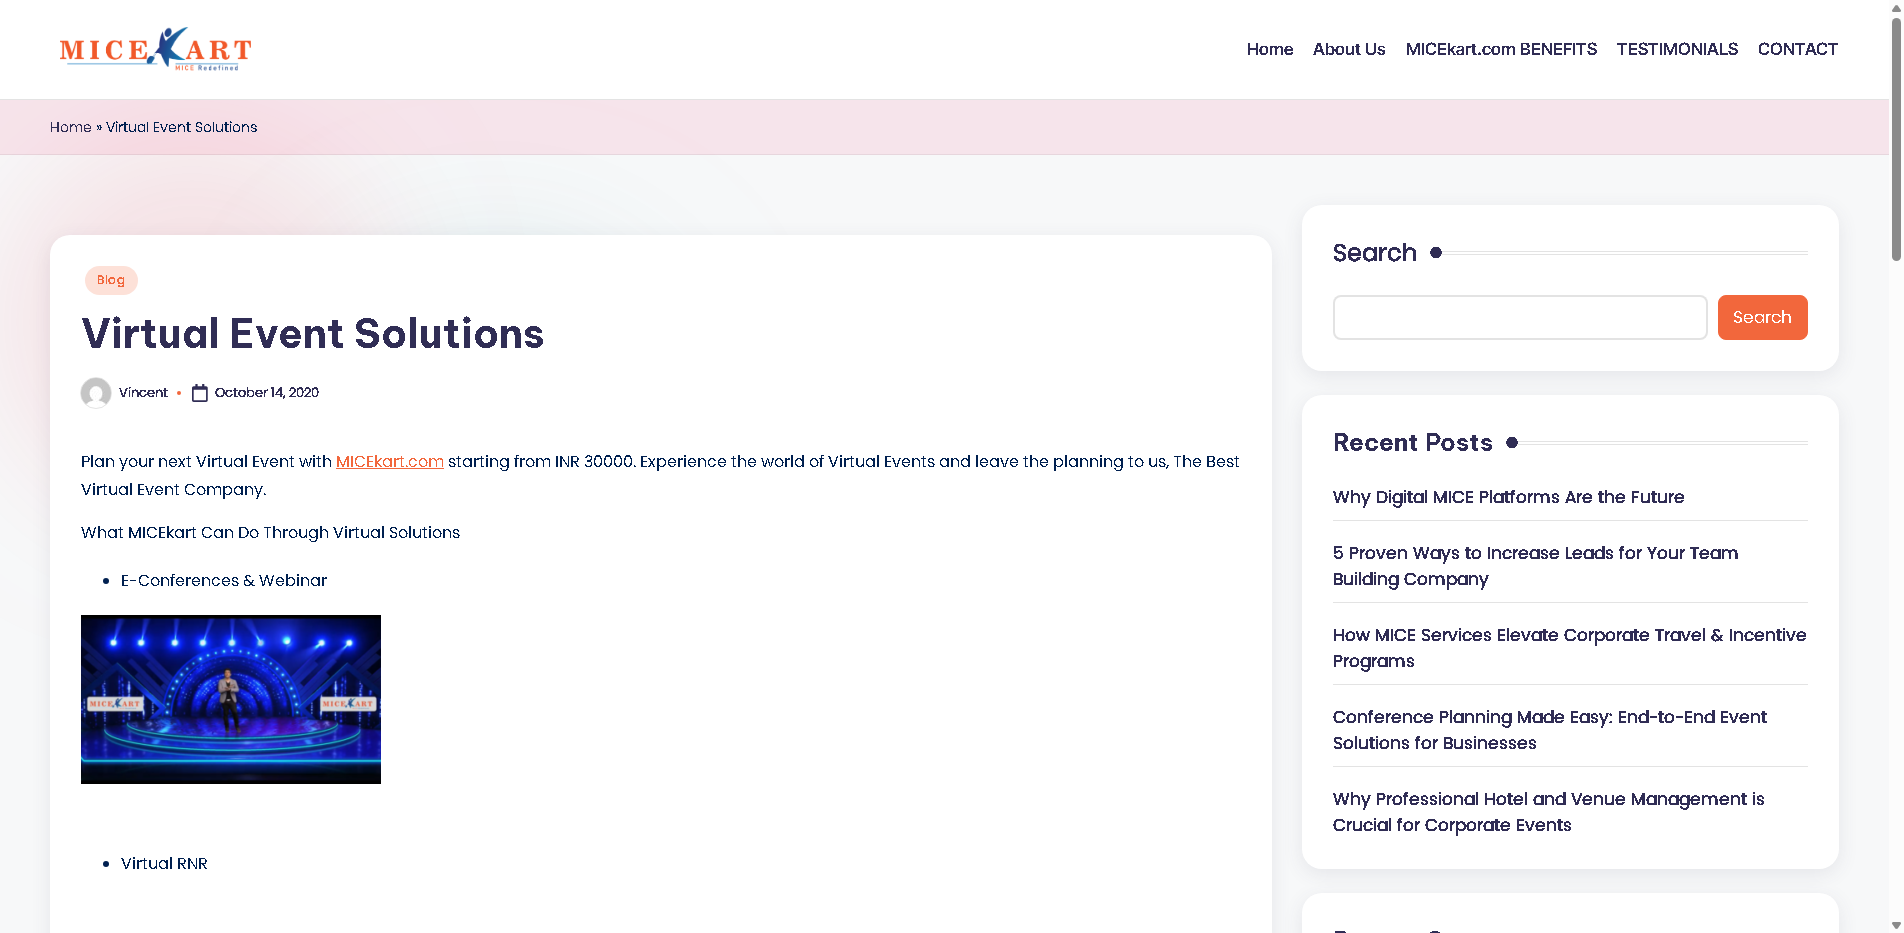 MICEKART
MICE Redefined
Home
About Us
MICEkart.com BENEFITS
TESTIMONIALS
CONTACT
Home » Virtual Event Solutions
Blog
Virtual Event Solutions
Vincent • October 14, 2020
Plan your next Virtual Event with MICEkart.com starting from INR 30000. Experience the world of Virtual Events and leave the planning to us, The Best
Virtual Event Company.
What MICEkart Can Do Through Virtual Solutions
• E-Conferences & Webinar
MICEKART
MICEKART
• Virtual RNR
Search
Search
Recent Posts
Why Digital MICE Platforms Are the Future
5 Proven Ways to Increase Leads for Your Team
Building Company
How MICE Services Elevate Corporate Travel & Incentive
Programs
Conference Planning Made Easy: End-to-End Event
Solutions for Businesses
Why Professional Hotel and Venue Management is
Crucial for Corporate Events